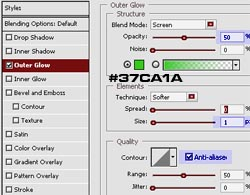 Styles
Blending Options: Default
Drop Shadow
Inner Shadow
Outer Glow
Inner Glow
Bevel and Emboss
Contour
Texture
Satin
Color Overlay
Gradient Overlay
Pattern Overlay
Stroke
Outer Glow
Structure
Blend Mode: Screen
Opacity: 50 %
Noise: 0 %
#37CA1A
Elements
Technique: Softer
Spread: 0 %
Size: 1 px
Quality
Contour: Anti-aliased
Range: 50 %
Jitter: 0 %